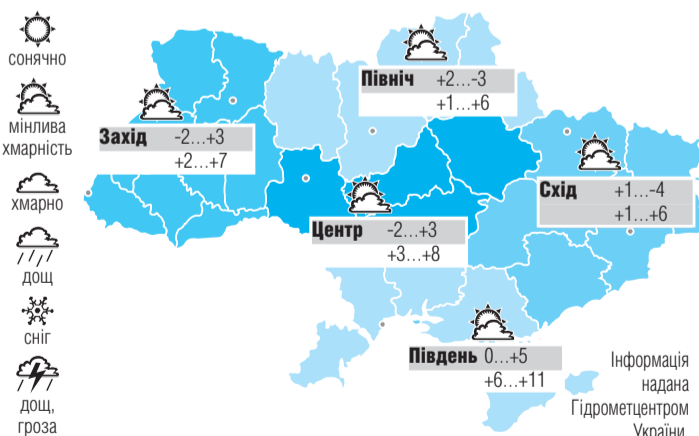 сонячно
мінлива
хмарність
хмарно
дощ
сніг
дощ,
гроза
Північ +2...-3
+1...+6
Захід -2...+3
+2...+7
Схід +1...-4
+1...+6
Центр -2...+3
+3...+8
Південь 0...+5
+6...+11
Інформація
надана
Гідрометцентром
України.